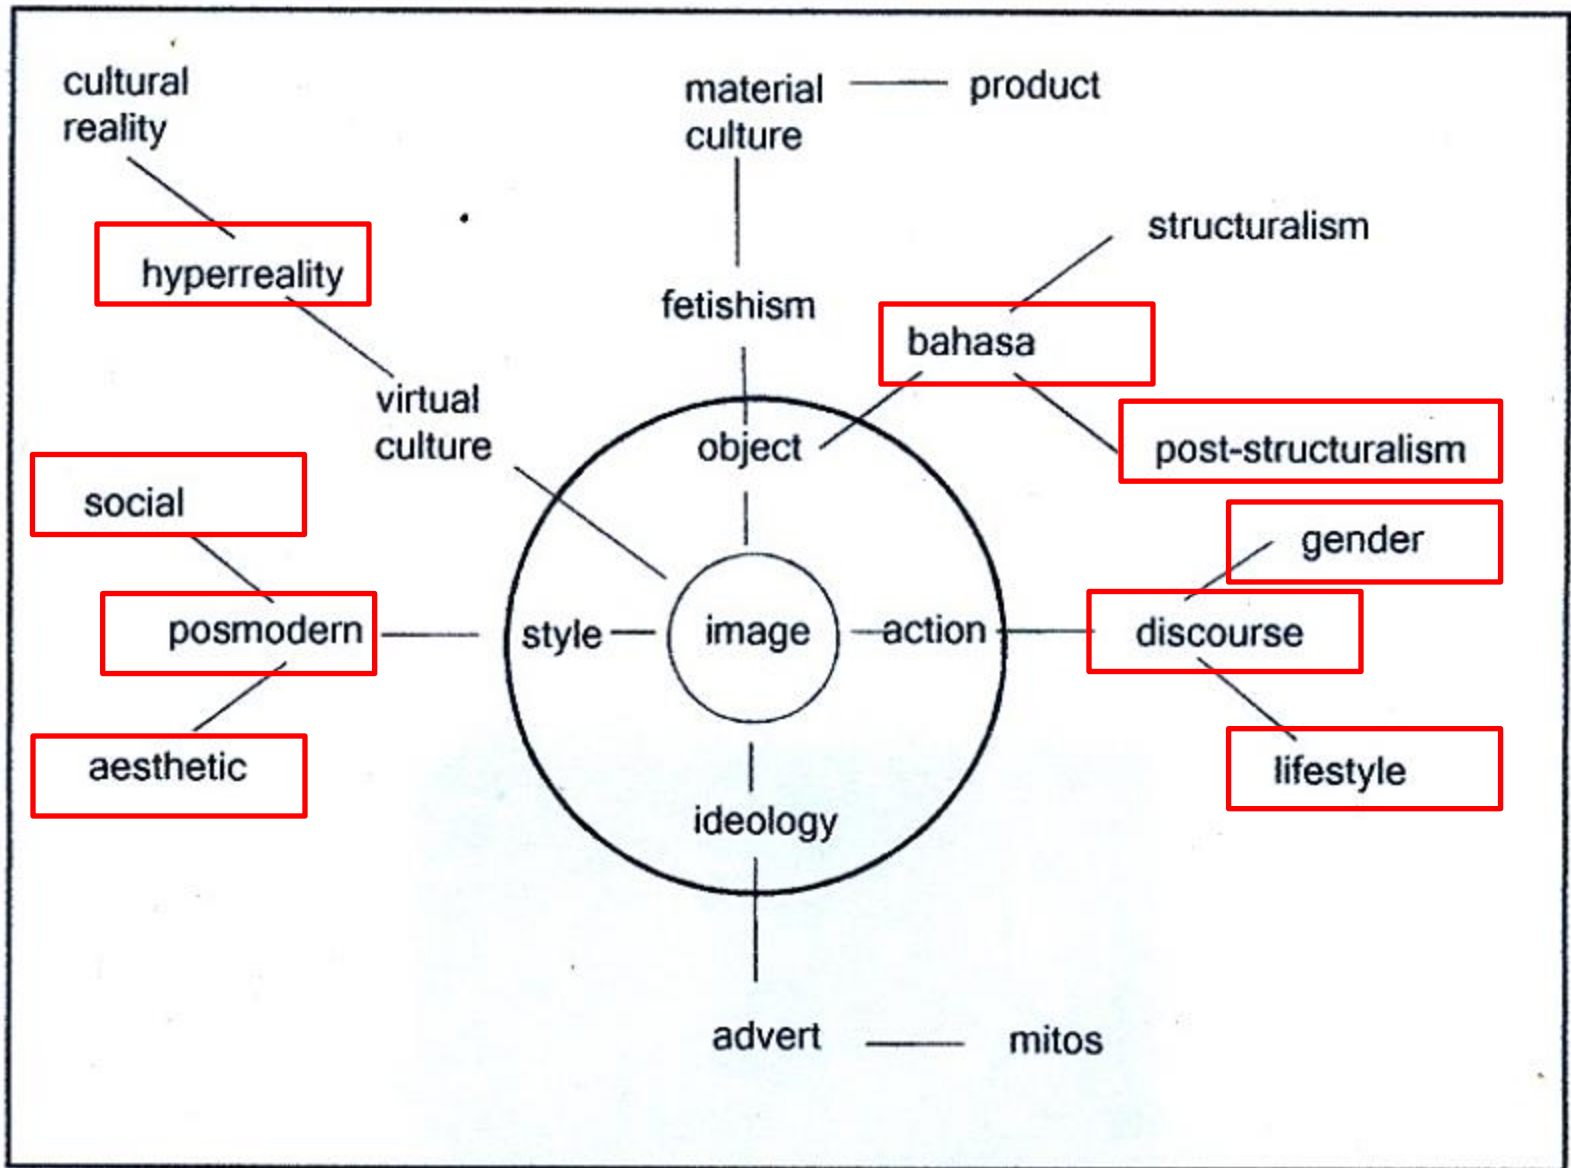 cultural
reality
material
culture
product
structuralism
hyperreality
fetishism
bahasa
virtual
culture
object
post-structuralism
social
gender
posmodern
style
image
action
discourse
aesthetic
lifestyle
ideology
advert
mitos